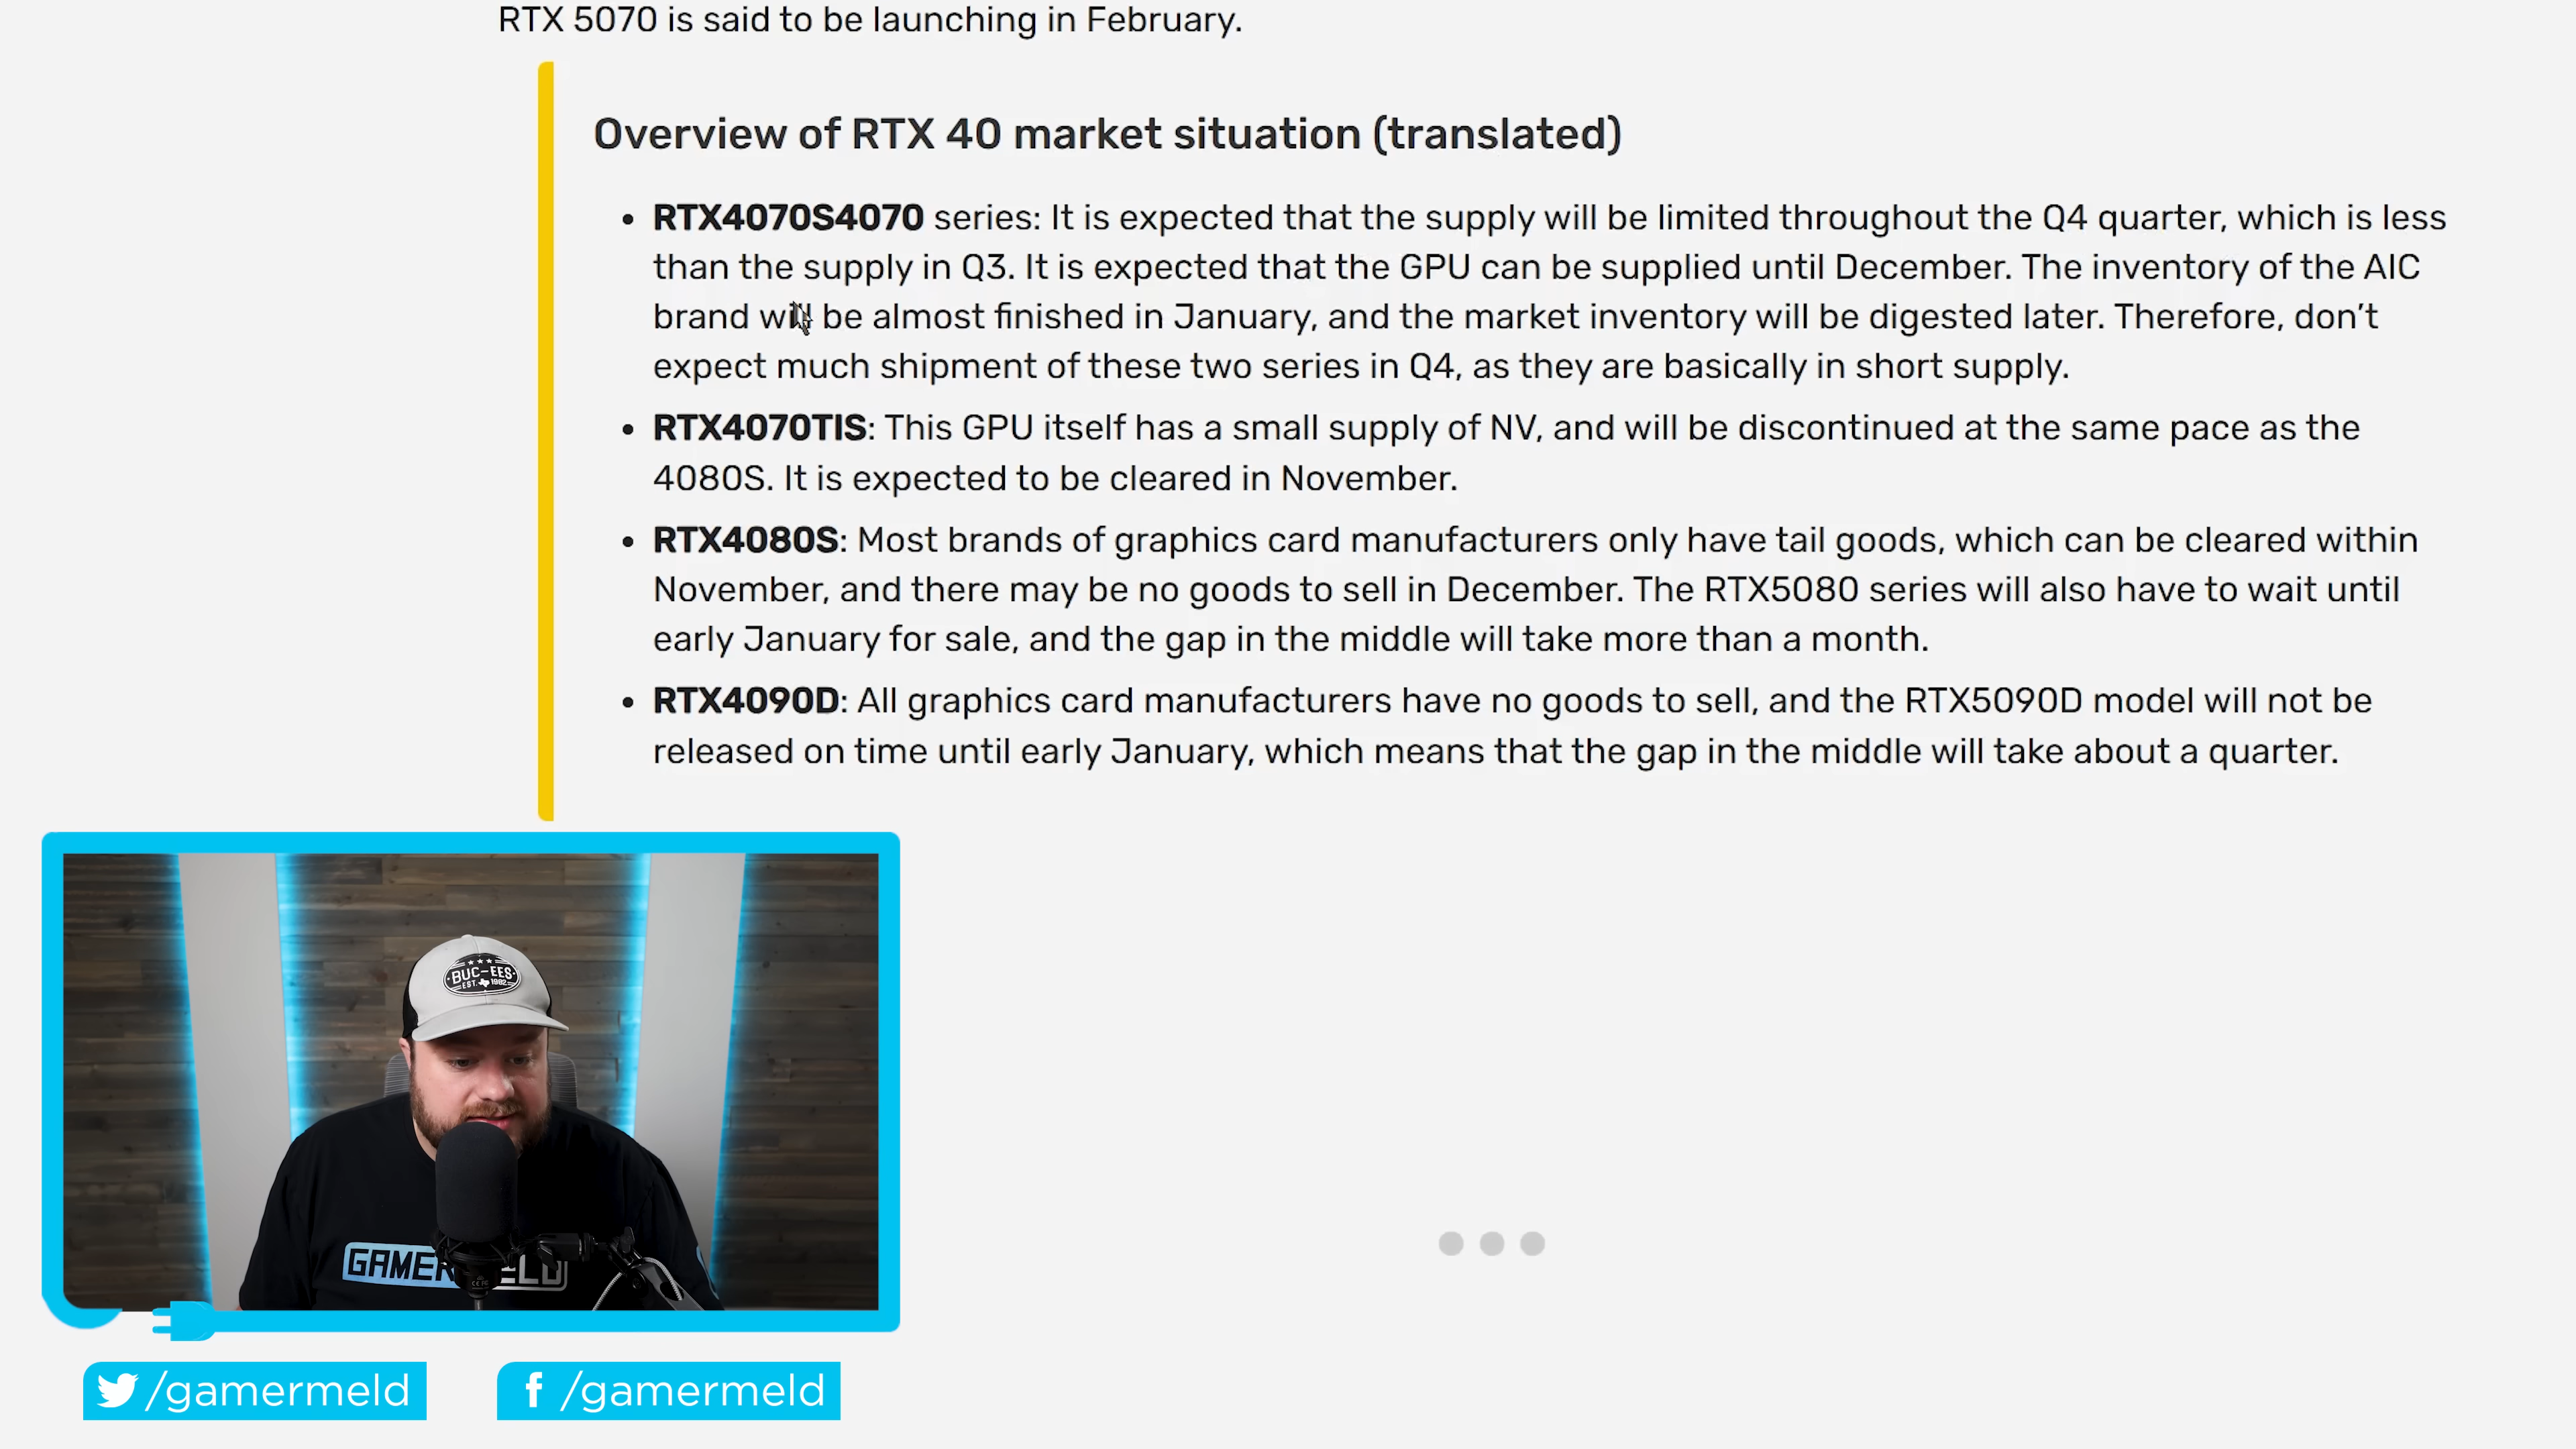 RTX 5070 is said to be launching in February.
Overview of RTX 40 market situation (translated)
• RTX4070S4070 series: It is expected that the supply will be limited throughout the Q4 quarter, which is less
than the supply in Q3. It is expected that the GPU can be supplied until December. The inventory of the AIC
brand will be almost finished in January, and the market inventory will be digested later. Therefore, don’t
expect much shipment of these two series in Q4, as they are basically in short supply.
• RTX4070TIS: This GPU itself has a small supply of NV, and will be discontinued at the same pace as the
4080S. It is expected to be cleared in November.
• RTX4080S: Most brands of graphics card manufacturers only have tail goods, which can be cleared within
November, and there may be no goods to sell in December. The RTX5080 series will also have to wait until
early January for sale, and the gap in the middle will take more than a month.
• RTX4090D: All graphics card manufacturers have no goods to sell, and the RTX5090D model will not be
released on time until early January, which means that the gap in the middle will take about a quarter.
BUC-EES
EST. 1982
/gamermeld
/gamermeld